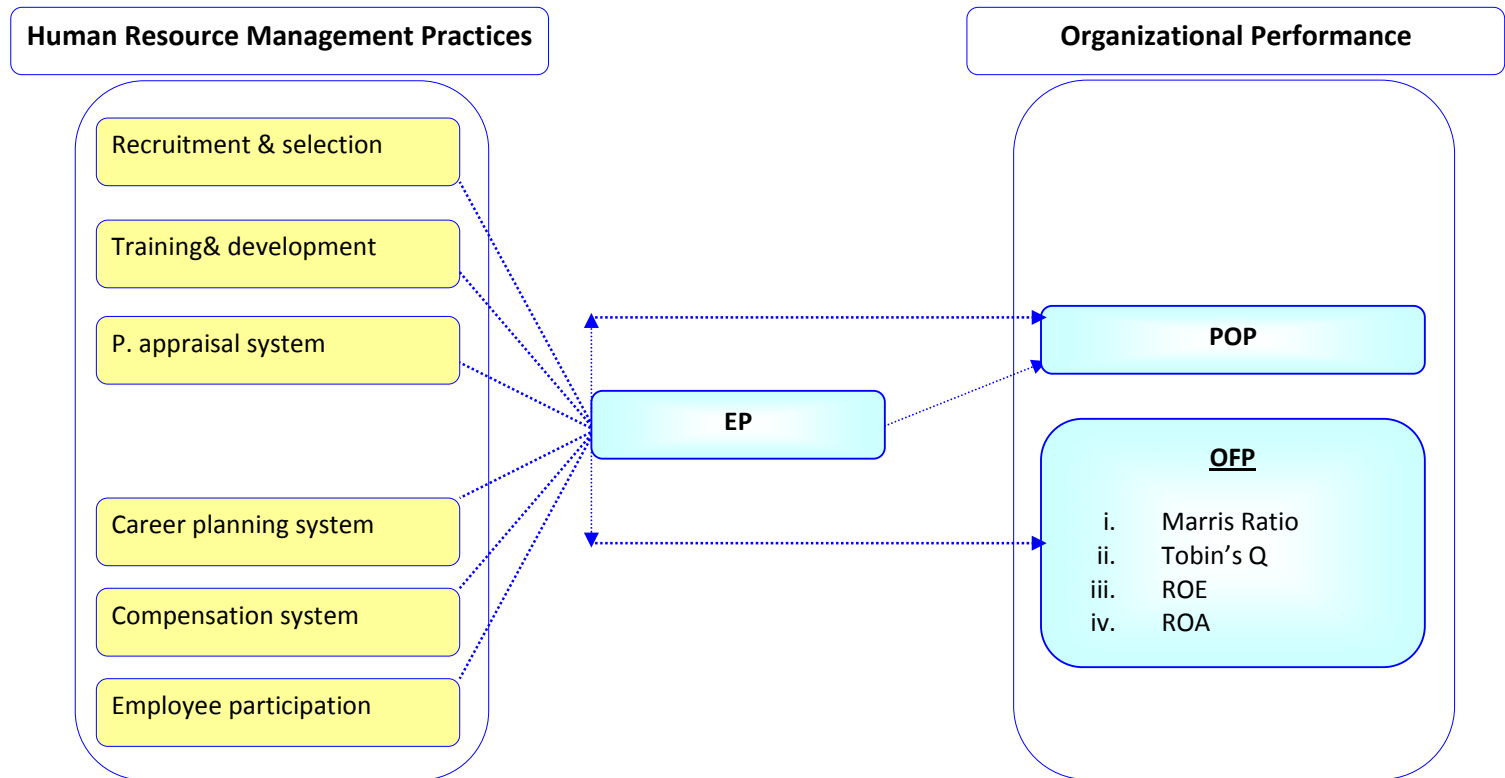 Human Resource Management Practices
Organizational Performance
Recruitment & selection
Training& development
P. appraisal system
Career planning system
Compensation system
Employee participation
EP
POP
OFP
i. Marris Ratio
ii. Tobin’s Q
iii. ROE
iv. ROA